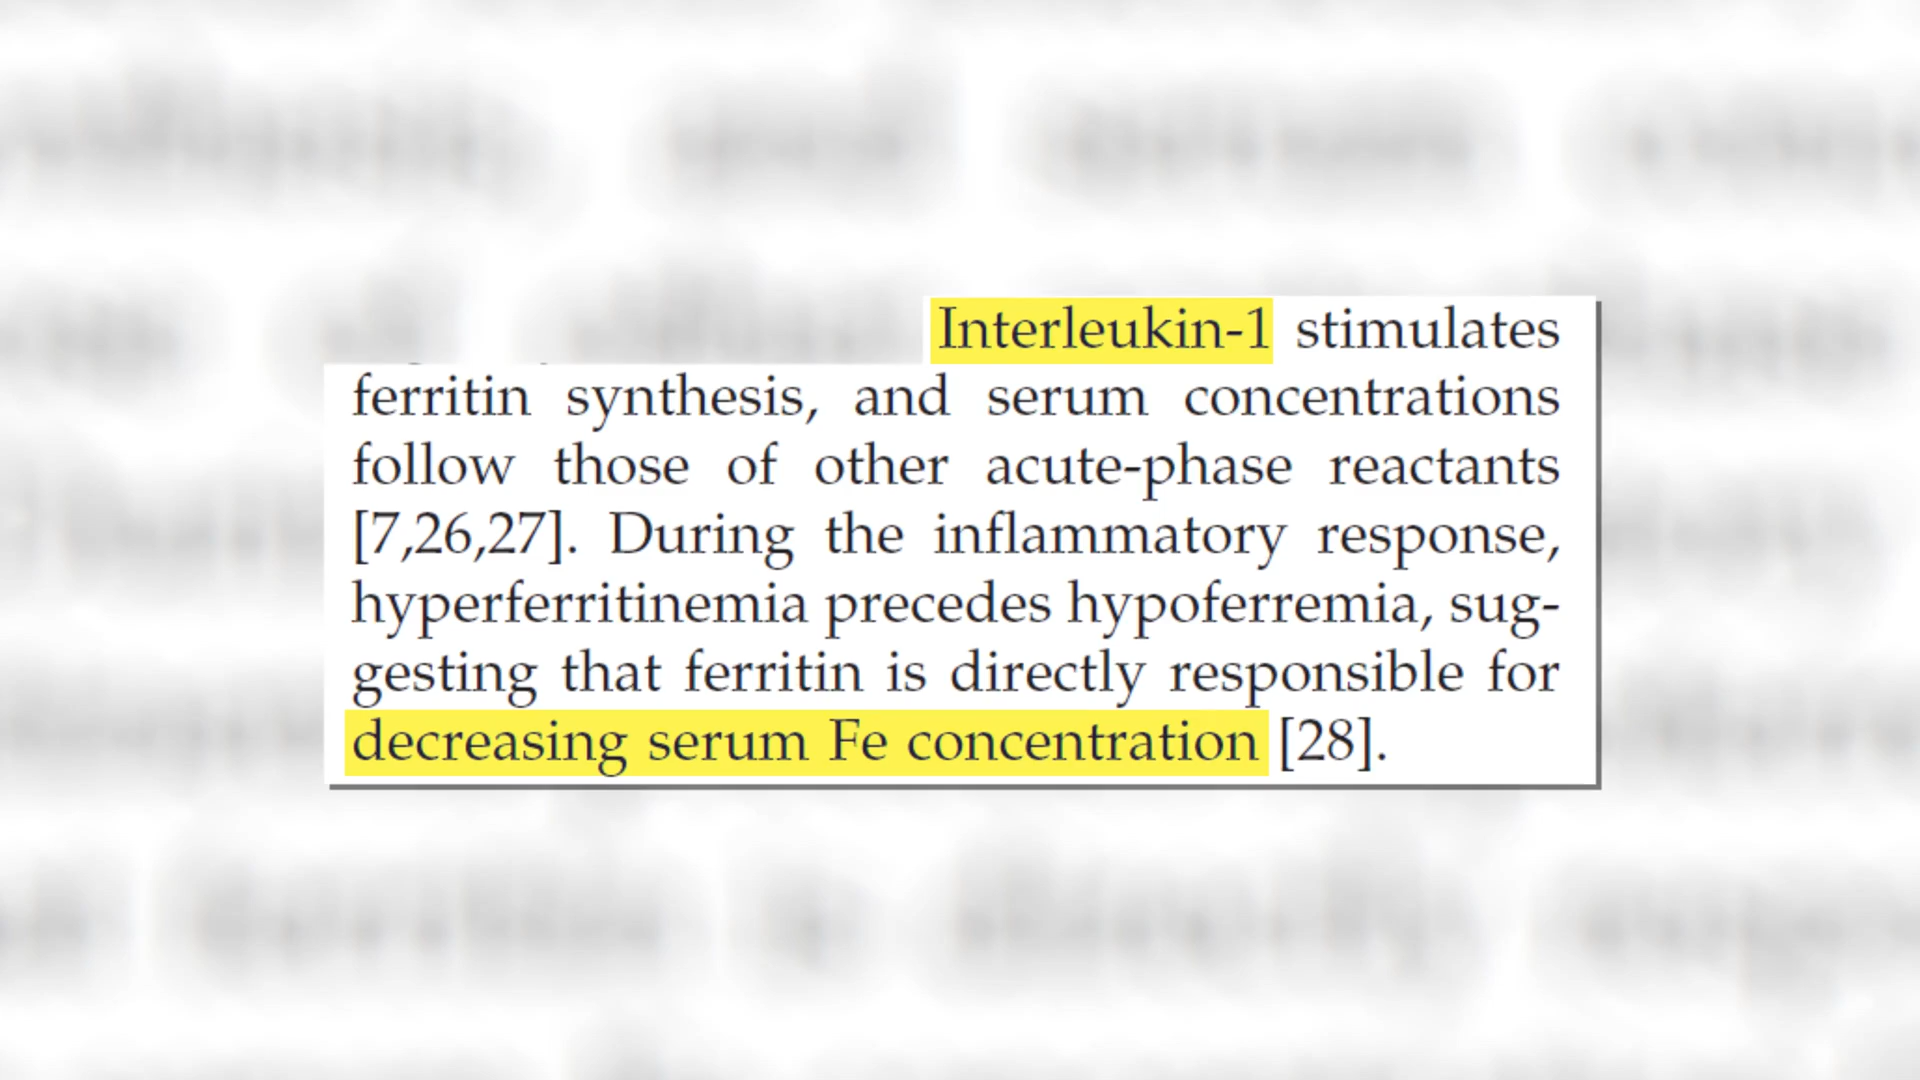 Interleukin-1 stimulates
ferritin synthesis, and serum concentrations
follow those of other acute-phase reactants
[7,26,27]. During the inflammatory response,
hyperferritinemia precedes hypoferremia, sug-
gesting that ferritin is directly responsible for
decreasing serum Fe concentration [28].